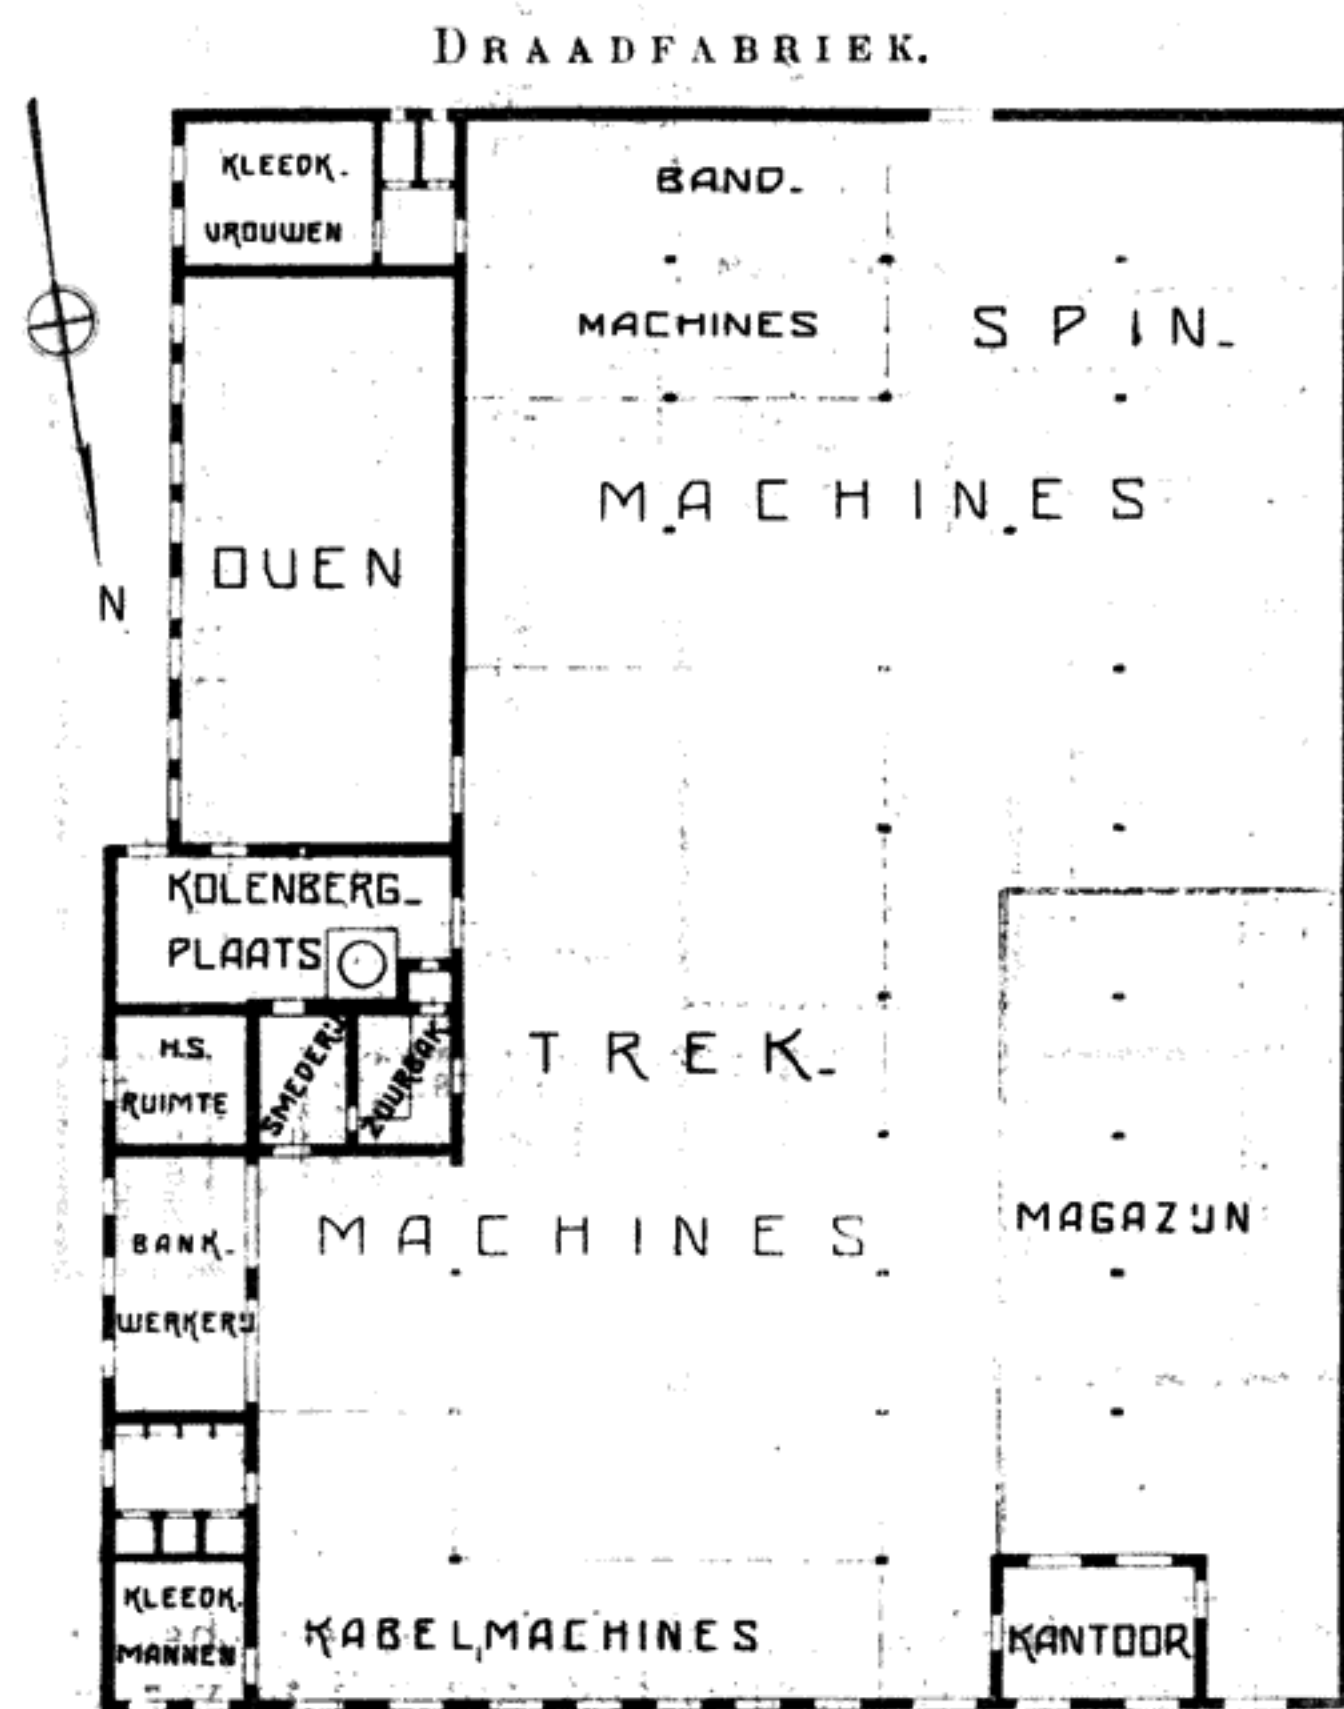 DRAADFABRIEK.
KLEEDK.
VROUWEN
BAND-
MACHINES
SPIN-
MACHINES
OVEN
N
KOLENBERG-
PLAATS
H.S.
RUIMTE
SMEDERIJ
ZUURBAK
TREK-
MACHINES
MAGAZIJN
BANK-
WERKERIJ
KLEEDK.
MANNEN
KABELMACHINES
KANTOOR